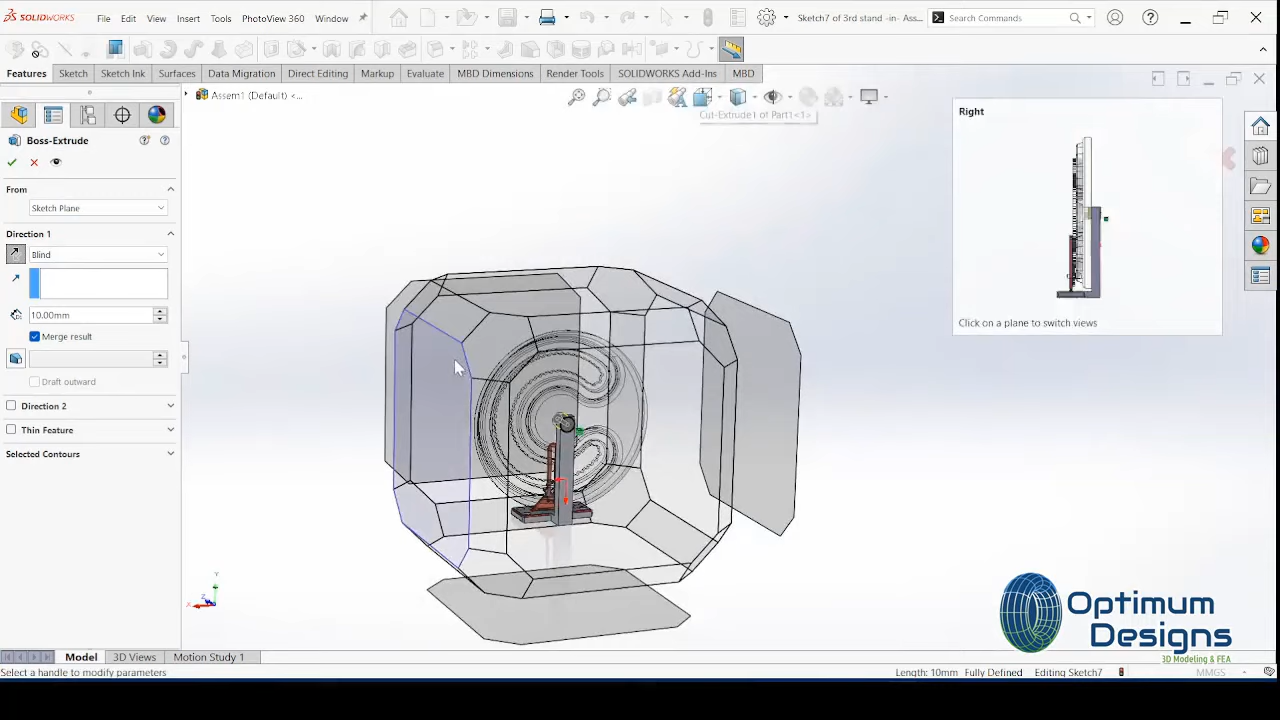 SOLIDWORKS File Edit View Insert Tools PhotoView 360 Window Sketch7 of 3rd stand -in- Ass... Search Commands
Features Sketch Sketch Ink Surfaces Data Migration Direct Editing Markup Evaluate MBD Dimensions Render Tools SOLIDWORKS Add-Ins MBD
Assem1 (Default) <...
Cut-Extrude1 of Part1<1>
Right
Boss-Extrude
From
Sketch Plane
Direction 1
Blind
10.00mm
Click on a plane to switch views
Merge result
Draft outward
Direction 2
Thin Feature
Selected Contours
Y
X
Z
Optimum
Designs
3D Modeling & FEA
Model 3D Views Motion Study 1
Select a handle to modify parameters Length: 10mm Fully Defined Editing Sketch7 MMGS